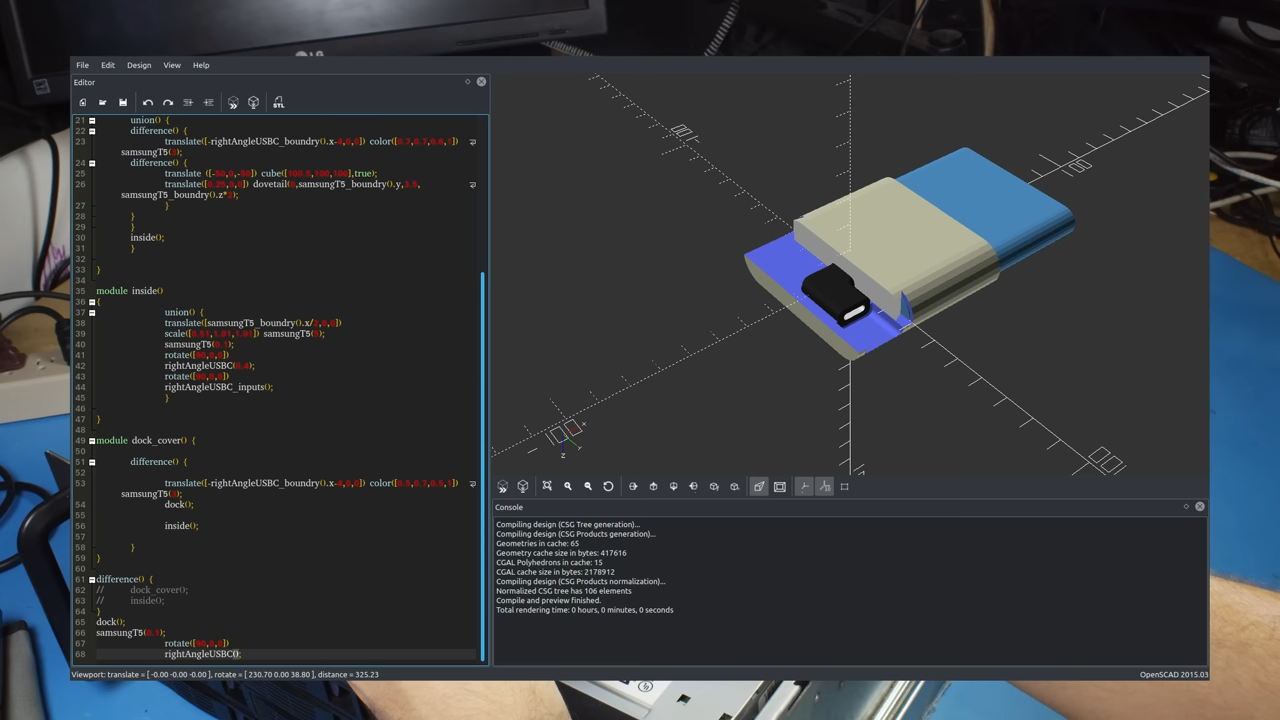 LG
File Edit Design View Help
Editor
STL
21 union() {
22 difference() {
23 translate([-rightAngleUSBC_boundry().x-4,0,0]) color([0.7,0.7,0.6,1])
samsungT5(3);
24 difference() {
25 translate ([-50,0,-50]) cube([100.5,100,100],true);
26 translate([0.25,0,0]) dovetail(8,samsungT5_boundry().y,3.5,
samsungT5_boundry().z*2);
27 }
28 }
29 }
30 inside();
31 }
32
33 }
34
35 module inside()
36 {
37 union() {
38 translate([samsungT5_boundry().x/2,0,0])
39 scale([0.51,1.01,1.01]) samsungT5(5);
40 samsungT5(0.1);
41 rotate([90,0,0])
42 rightAngleUSBC(0.4);
43 rotate([90,0,0])
44 rightAngleUSBC_inputs();
45 }
46
47 }
48
49 module dock_cover() {
50
51 difference() {
52
53 translate([-rightAngleUSBC_boundry().x-4,0,0]) color([0.5,0.7,0.5,1])
samsungT5(3);
54 dock();
55
56 inside();
57
58 }
59 }
60
61 difference() {
62 // dock_cover();
63 // inside();
64 }
65 dock();
66 samsungT5(0.1);
67 rotate([90,0,0])
68 rightAngleUSBC();
x
y
z
Console
Compiling design (CSG Tree generation)...
Compiling design (CSG Products generation)...
Geometries in cache: 65
Geometry cache size in bytes: 417616
CGAL Polyhedrons in cache: 15
CGAL cache size in bytes: 2178912
Compiling design (CSG Products normalization)...
Normalized CSG tree has 106 elements
Compile and preview finished.
Total rendering time: 0 hours, 0 minutes, 0 seconds
Viewport: translate = [ -0.00 -0.00 -0.00 ], rotate = [ 230.70 0.00 38.80 ], distance = 325.23
OpenSCAD 2015.03